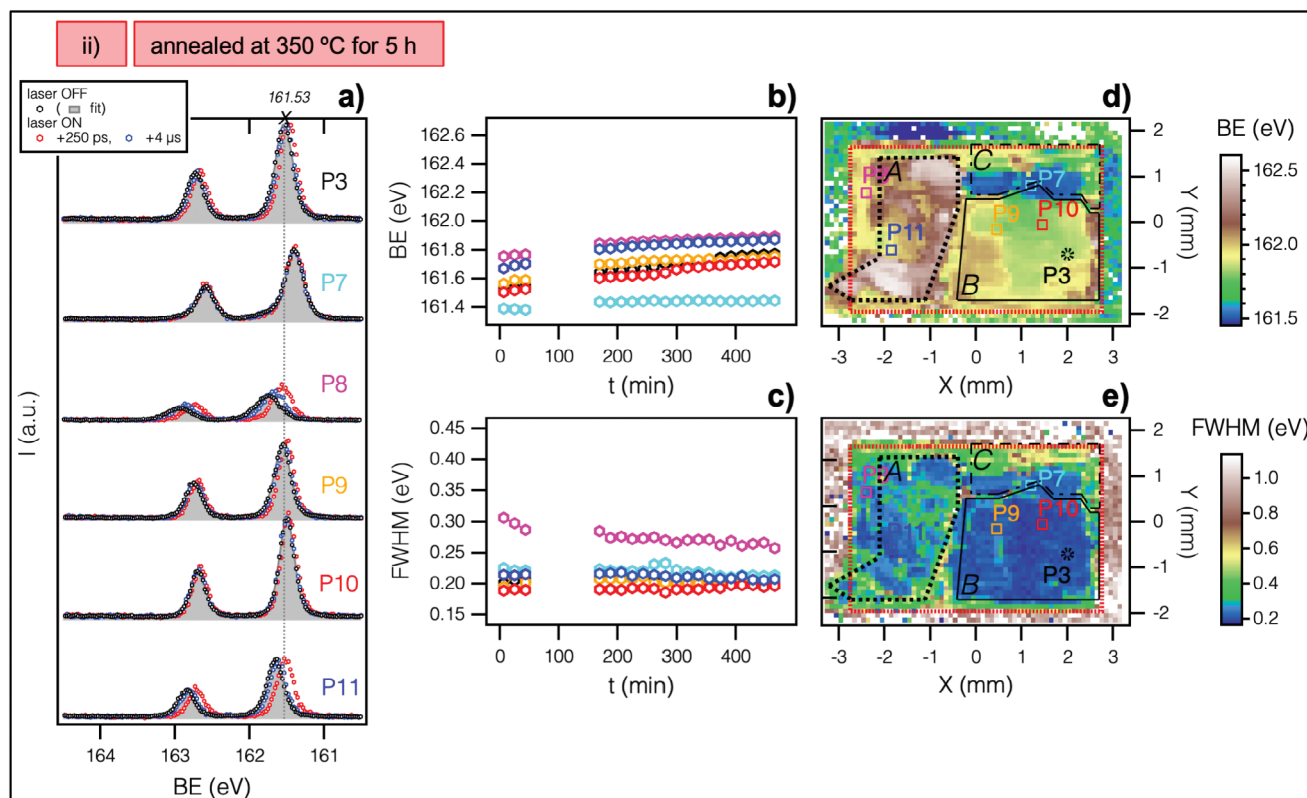 ii) annealed at 350 ºC for 5 h
laser OFF
( fit)
laser ON
+250 ps, +4 µs
a)
161.53
P3
P7
P8
P9
P10
P11
I (a.u.)
164 163 162 161
BE (eV)
b)
162.6
162.4
162.2
162.0
161.8
161.6
161.4
BE (eV)
0 100 200 300 400
t (min)
c)
0.45
0.40
0.35
0.30
0.25
0.20
0.15
FWHM (eV)
0 100 200 300 400
t (min)
d)
A
C
P7
P9
P10
P11
P3
B
2
1
0
-1
-2
Y (mm)
-3 -2 -1 0 1 2 3
X (mm)
BE (eV)
162.5
162.0
161.5
e)
A
C
P7
P9
P10
P3
B
2
1
0
-1
-2
Y (mm)
-3 -2 -1 0 1 2 3
X (mm)
FWHM (eV)
1.0
0.8
0.6
0.4
0.2